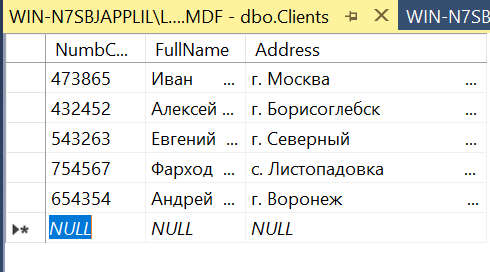 WIN-N7SBJAPPLIL\L....MDF - dbo.Clients WIN-N7SB
NumbC... FullName Address
473865 Иван ... г. Москва ...
432452 Алексей ... г. Борисоглебск ...
543263 Евгений ... г. Северный ...
754567 Фарход ... с. Листопадовка ...
654354 Андрей ... г. Воронеж ...
NULL NULL NULL